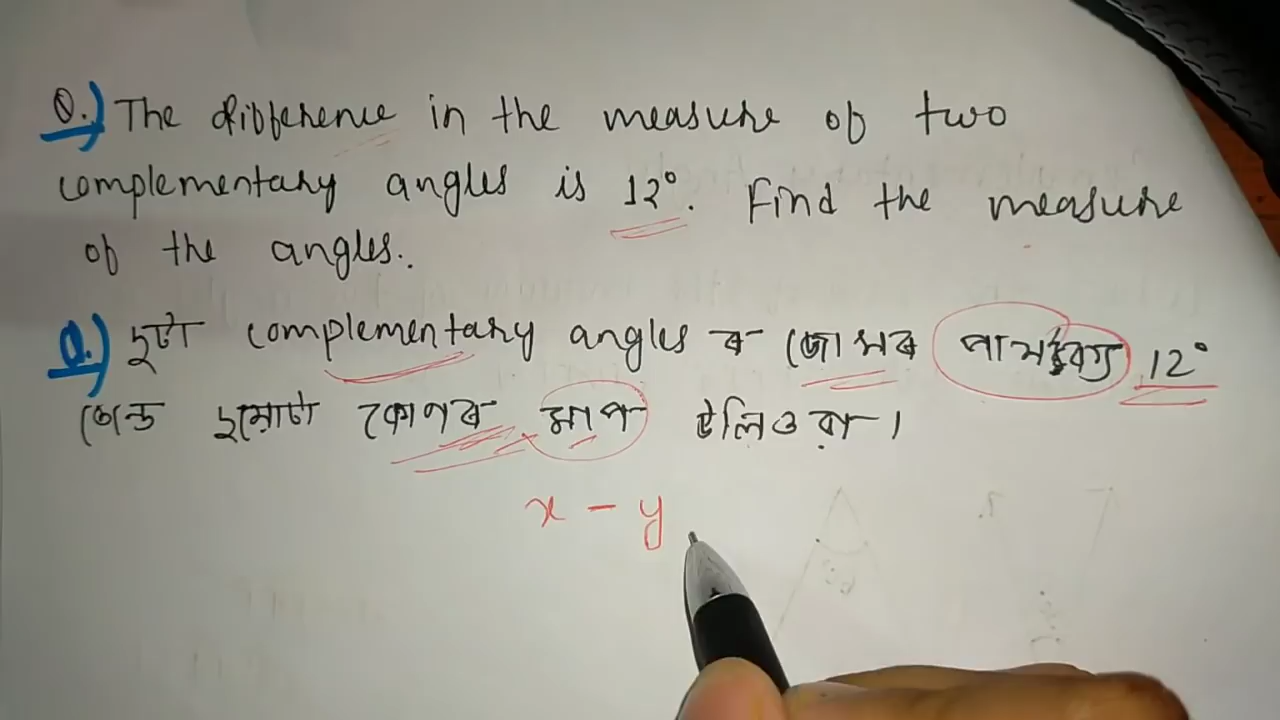 Q.) The difference in the measure of two
complementary angles is 12°. Find the measure
of the angles.
Q.) দুটা complementary angles ৰ জোখৰ পাৰ্থক্য 12°
কোণৰ মাপ উলিওৱা।
x - y